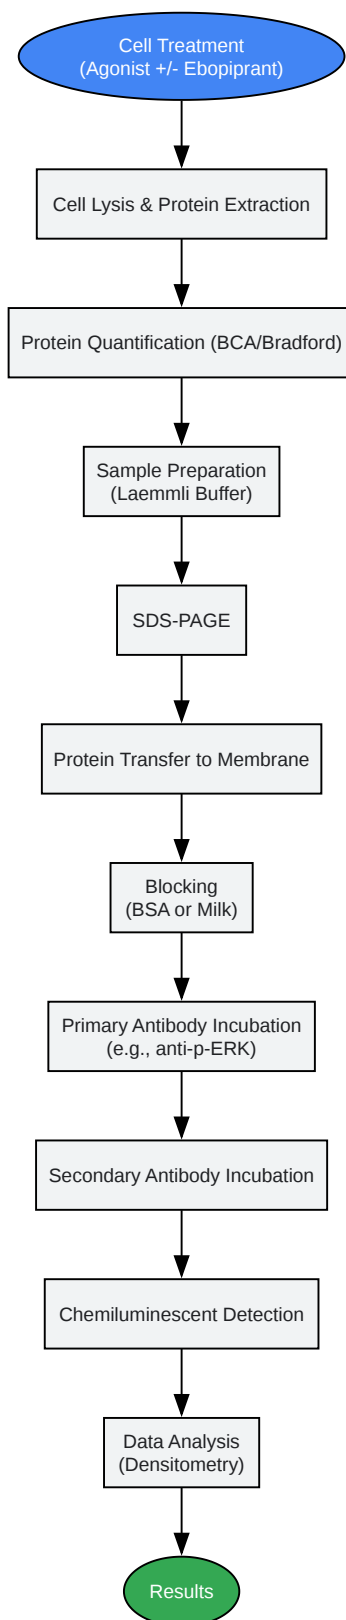 Cell Treatment
(Agonist +/- Ebopiprant)
Cell Lysis & Protein Extraction
Protein Quantification (BCA/Bradford)
Sample Preparation
(Laemmli Buffer)
SDS-PAGE
Protein Transfer to Membrane
Blocking
(BSA or Milk)
Primary Antibody Incubation
(e.g., anti-p-ERK)
Secondary Antibody Incubation
Chemiluminescent Detection
Data Analysis
(Densitometry)
Results